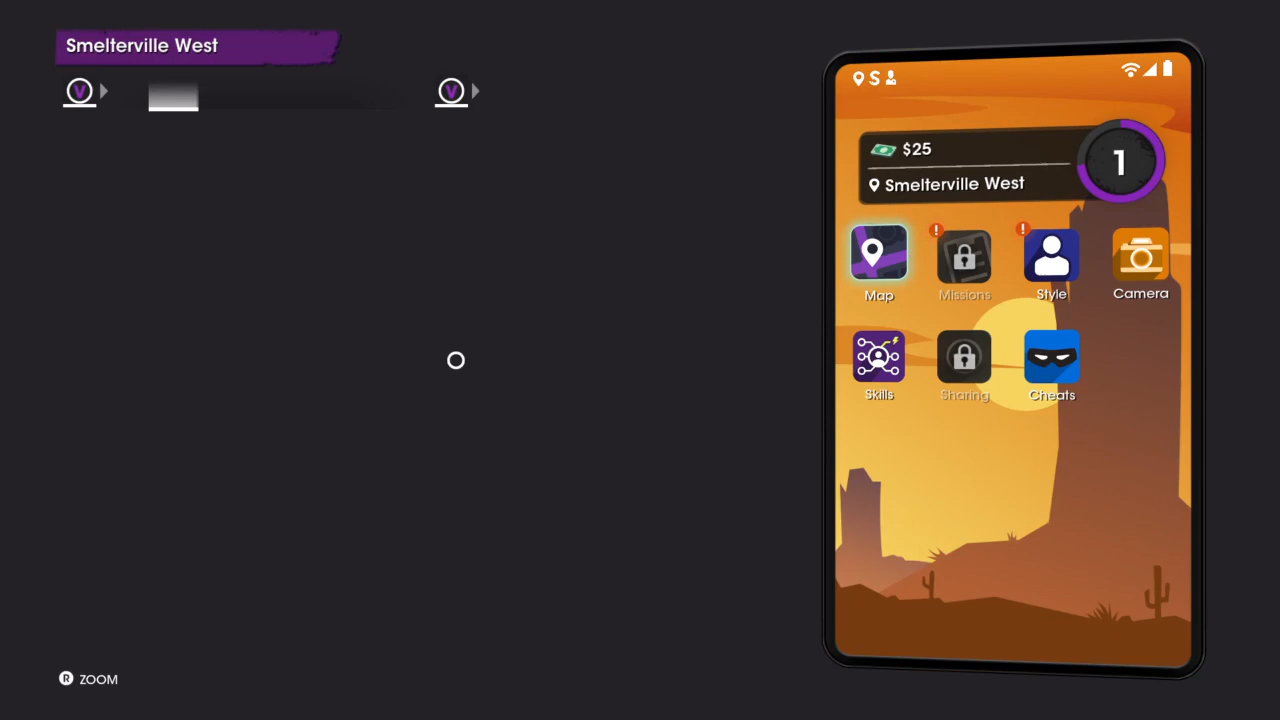 Smelterville West
V
V
S
$25
1
Smelterville West
!
!
Map
Missions
Style
Camera
Skills
Sharing
Cheats
R ZOOM